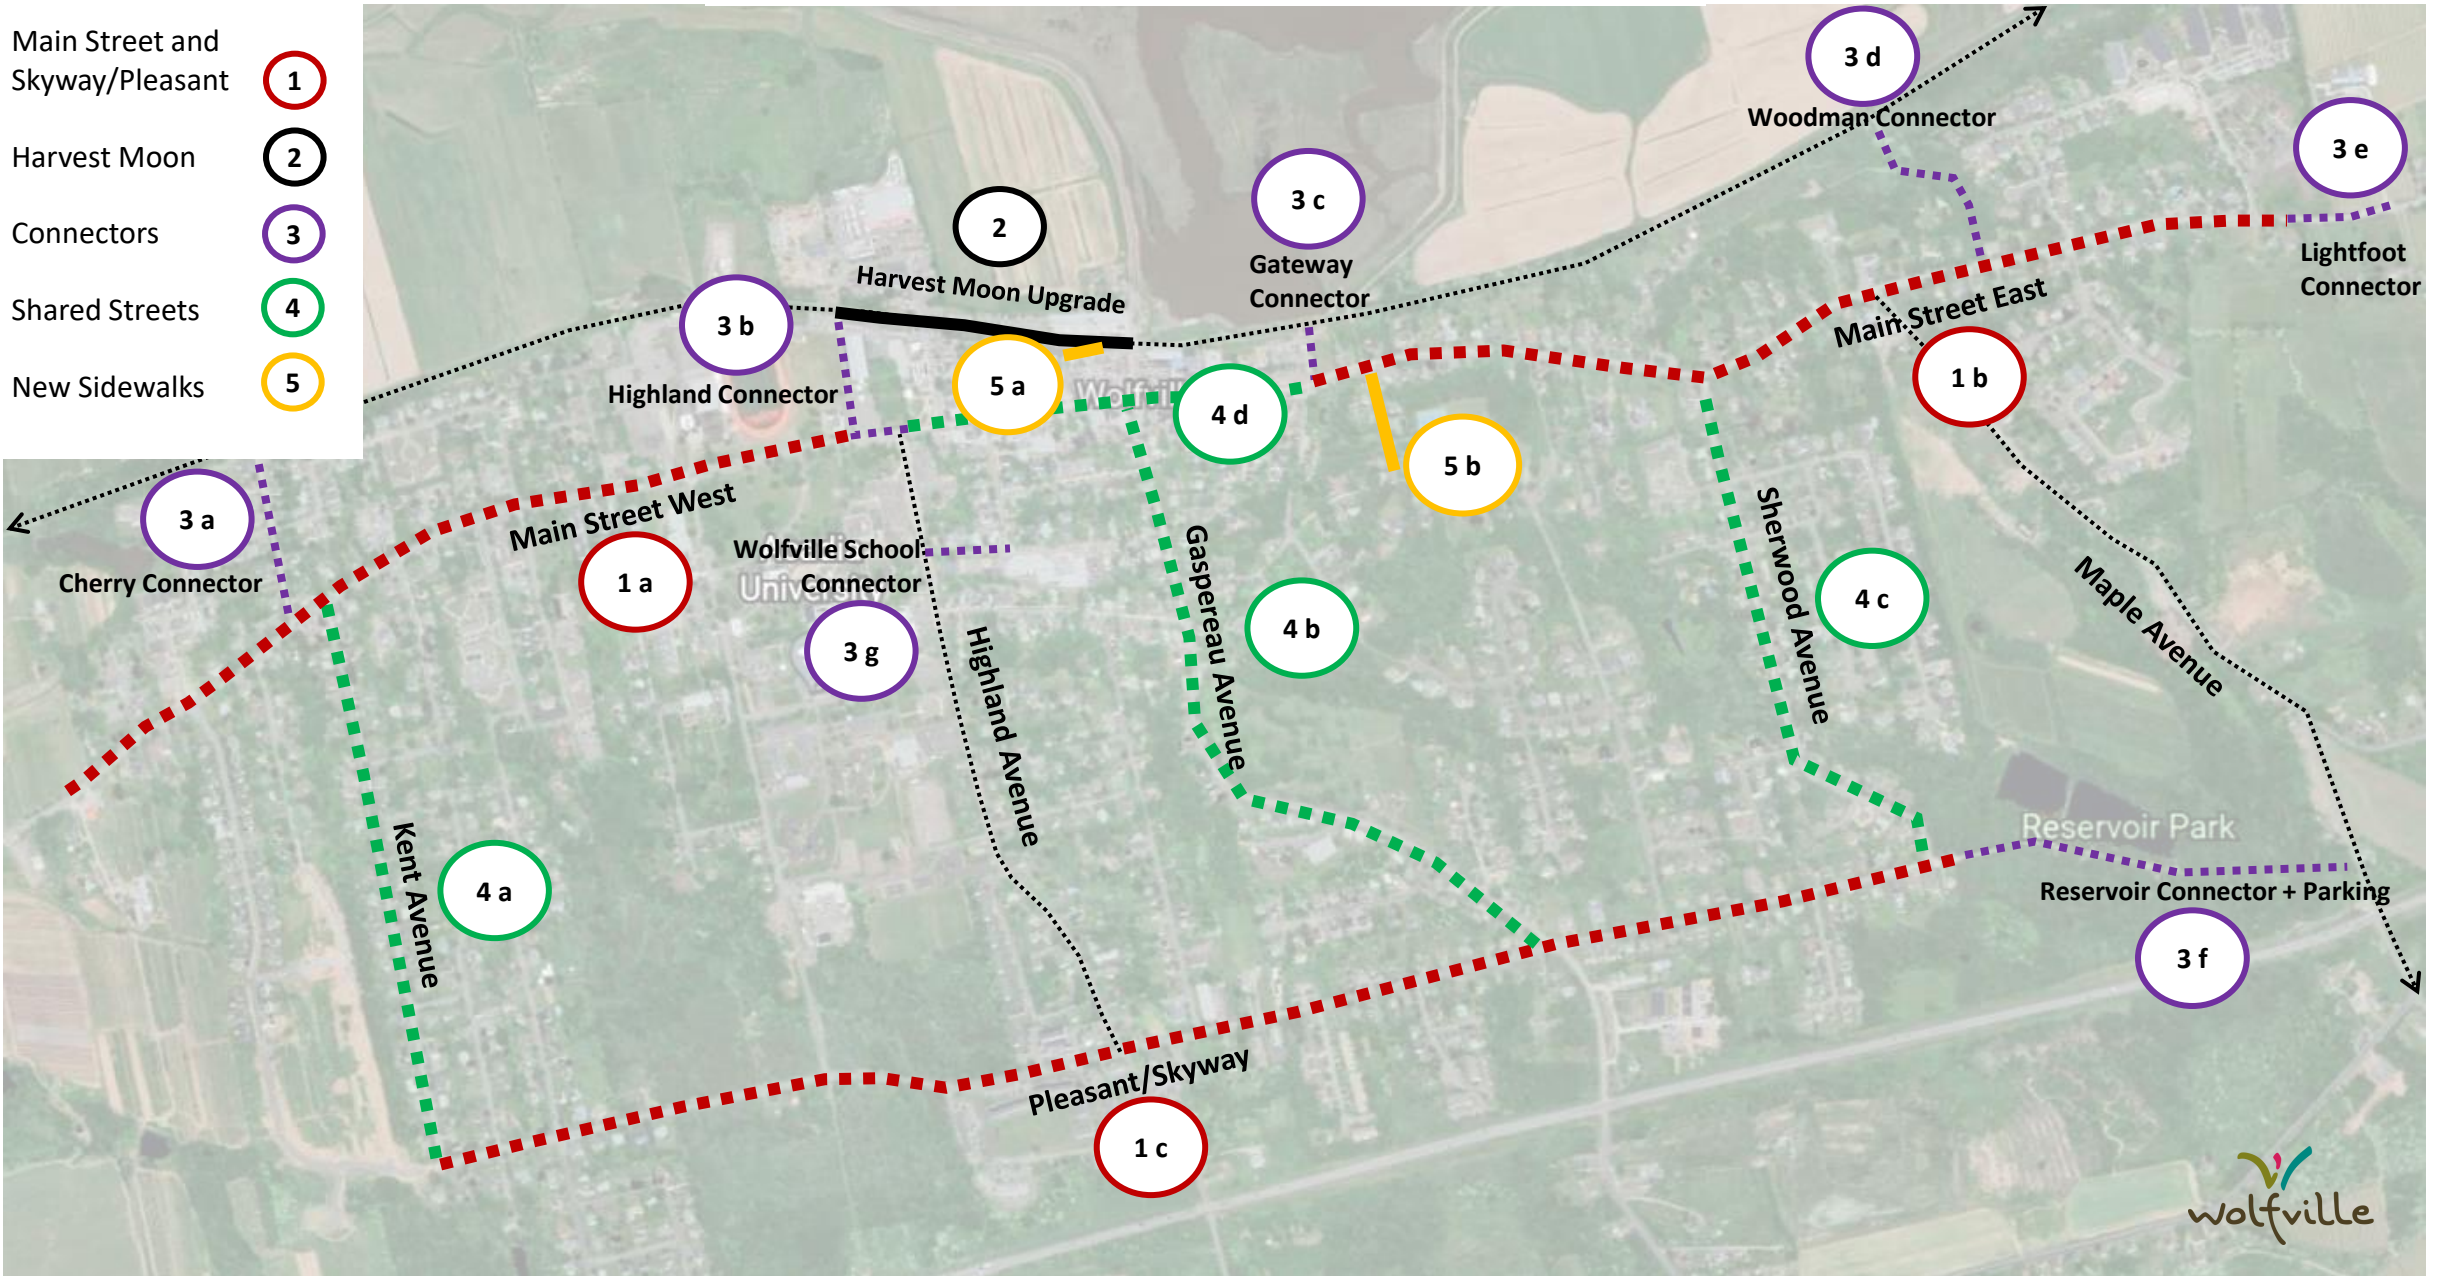 Main Street and
Skyway/Pleasant
1
Harvest Moon
2
Connectors
3
Shared Streets
4
New Sidewalks
5
3 d
Woodman Connector
3 e
Lightfoot
Connector
3 c
Gateway
Connector
2
Harvest Moon Upgrade
3 b
Highland Connector
5 a
Wolfville
4 d
Main Street East
1 b
5 b
3 a
Cherry Connector
Main Street West
1 a
Wolfville School
Connector
University
3 g
Highland Avenue
Gaspereau Avenue
4 b
Sherwood Avenue
4 c
Maple Avenue
Kent Avenue
4 a
Reservoir Park
Reservoir Connector + Parking
3 f
Pleasant/Skyway
1 c
wolfville